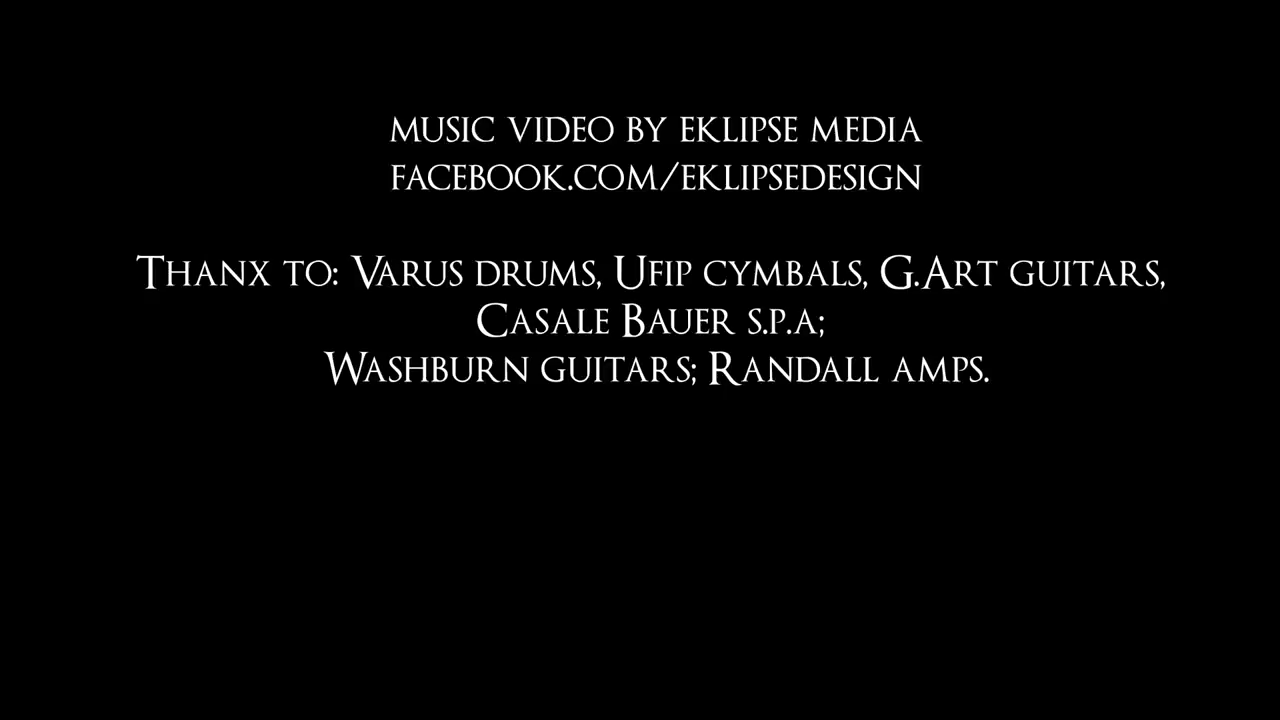 MUSIC VIDEO BY EKLIPSE MEDIA
FACEBOOK.COM/EKLIPSEDESIGN
THANX TO: VARUS DRUMS, UFIP CYMBALS, G.ART GUITARS,
CASALE BAUER S.P.A;
WASHBURN GUITARS; RANDALL AMPS.